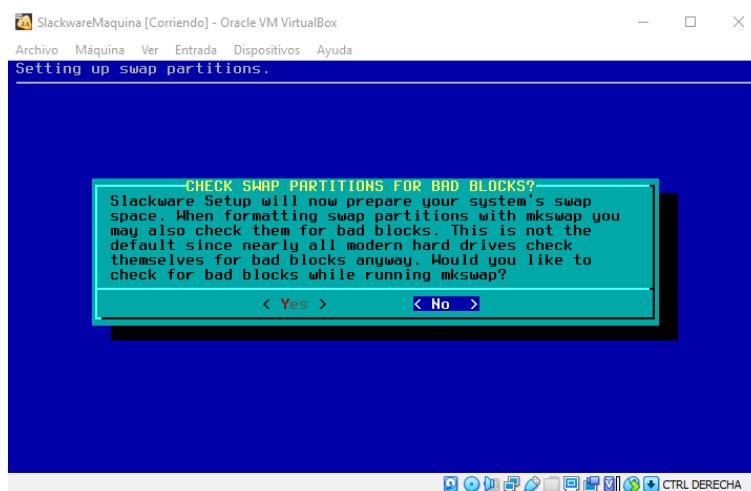 SlackwareMaquina [Corriendo] - Oracle VM VirtualBox
Archivo Máquina Ver Entrada Dispositivos Ayuda
Setting up swap partitions.
CHECK SWAP PARTITIONS FOR BAD BLOCKS?
Slackware Setup will now prepare your system's swap
space. When formatting swap partitions with mkswap you
may also check them for bad blocks. This is not the
default since nearly all modern hard drives check
themselves for bad blocks anyway. Would you like to
check for bad blocks while running mkswap?
< Yes > < No >
CTRL DERECHA